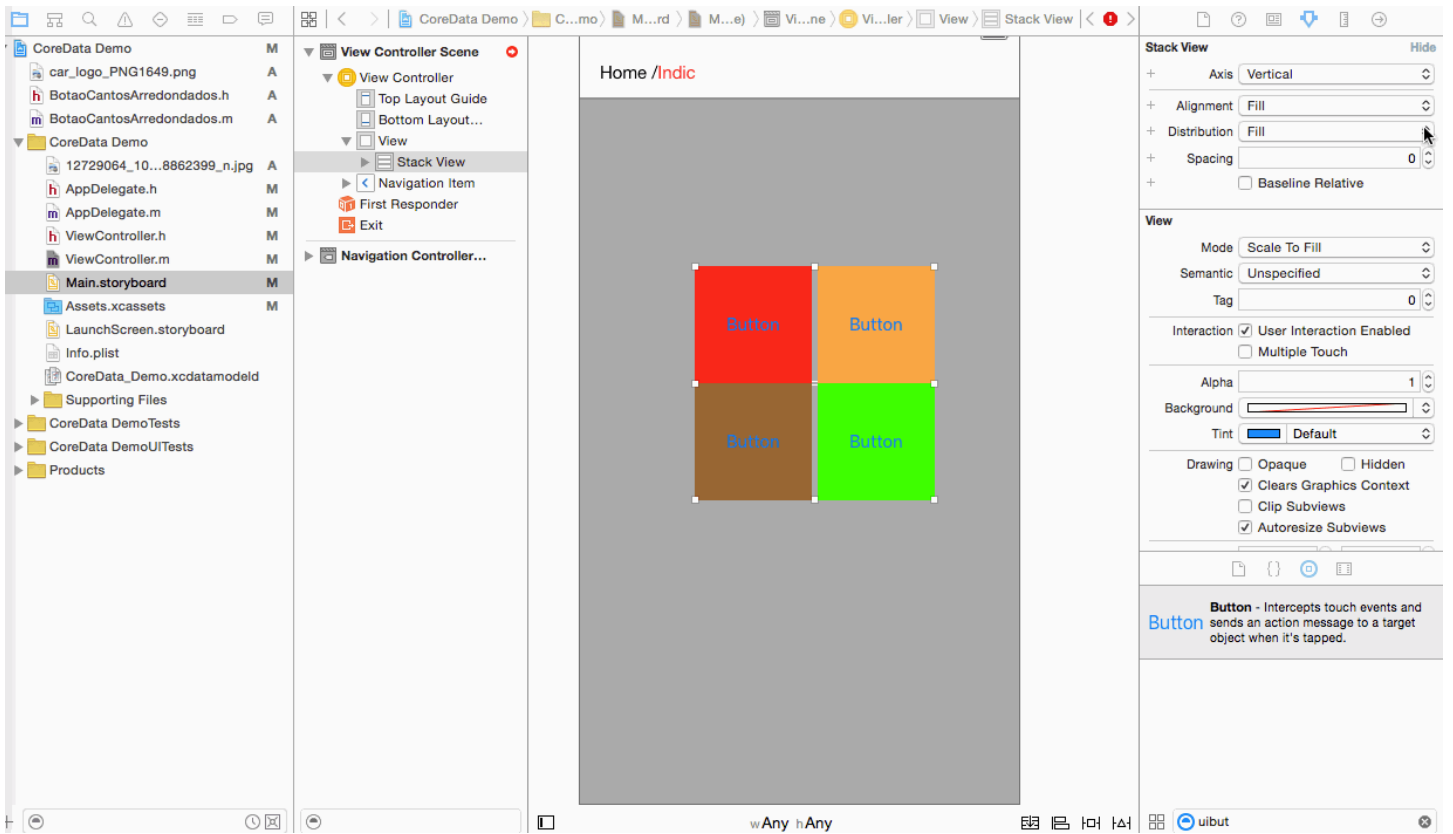 CoreData Demo 〉 C...mo) 〉 M...rd 〉 M...e) 〉 Vi...ne 〉 Vi...ler 〉 View 〉 Stack View
CoreData Demo M
car_logo_PNG1649.png A
BotaoCantosArredondados.h A
BotaoCantosArredondados.m A
CoreData Demo
12729064_10...8862399_n.jpg A
AppDelegate.h M
AppDelegate.m M
ViewController.h M
ViewController.m M
Main.storyboard M
Assets.xcassets M
LaunchScreen.storyboard
Info.plist
CoreData_Demo.xcdatamodeld
Supporting Files
CoreData DemoTests
CoreData DemoUITests
Products
View Controller Scene
View Controller
Top Layout Guide
Bottom Layout...
View
Stack View
Navigation Item
First Responder
Exit
Navigation Controller...
Home /Indic
Button Button
Button Button
wAny hAny
Stack View Hide
+ Axis Vertical
+ Alignment Fill
+ Distribution Fill
+ Spacing 0
+ Baseline Relative
View
Mode Scale To Fill
Semantic Unspecified
Tag 0
Interaction User Interaction Enabled
Multiple Touch
Alpha 1
Background
Tint Default
Drawing Opaque Hidden
Clears Graphics Context
Clip Subviews
Autoresize Subviews
Button Button - Intercepts touch events and
sends an action message to a target
object when it's tapped.
uibut